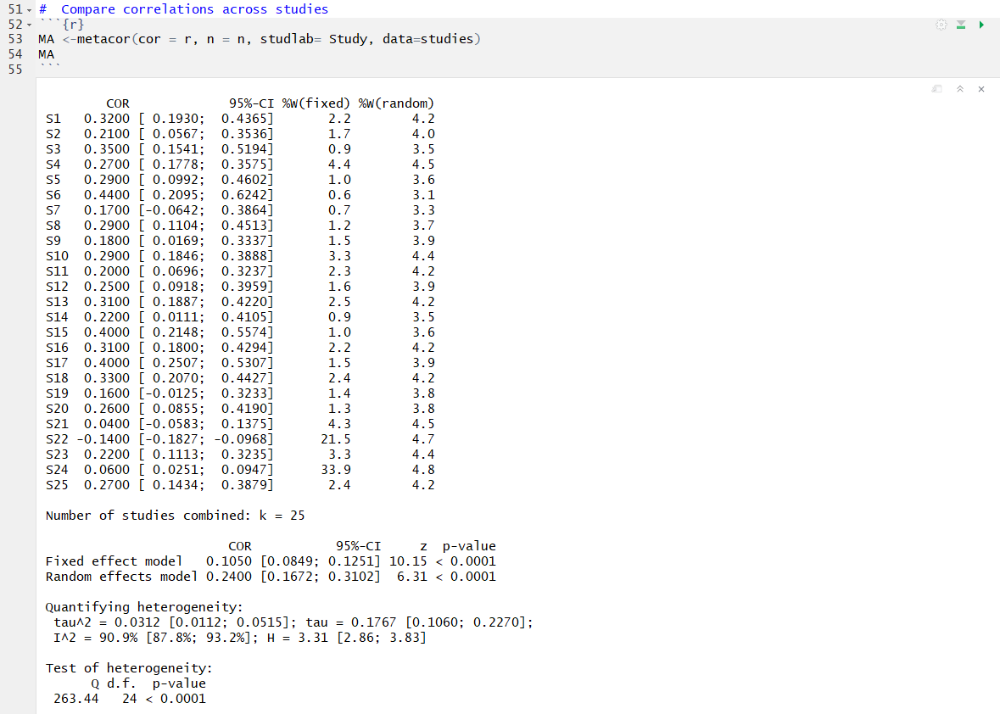 51 # Compare correlations across studies
52 ```{r}
53 MA <-metacor(cor = r, n = n, studlab= Study, data=studies)
54 MA
55 ```
COR 95%-CI %W(fixed) %W(random)
S1 0.3200 [ 0.1930; 0.4365] 2.2 4.2
S2 0.2100 [ 0.0567; 0.3536] 1.7 4.0
S3 0.3500 [ 0.1541; 0.5194] 0.9 3.5
S4 0.2700 [ 0.1778; 0.3575] 4.4 4.5
S5 0.2900 [ 0.0992; 0.4602] 1.0 3.6
S6 0.4400 [ 0.2095; 0.6242] 0.6 3.1
S7 0.1700 [-0.0642; 0.3864] 0.7 3.3
S8 0.2900 [ 0.1104; 0.4513] 1.2 3.7
S9 0.1800 [ 0.0169; 0.3337] 1.5 3.9
S10 0.2900 [ 0.1846; 0.3888] 3.3 4.4
S11 0.2000 [ 0.0696; 0.3237] 2.3 4.2
S12 0.2500 [ 0.0918; 0.3959] 1.6 3.9
S13 0.3100 [ 0.1887; 0.4220] 2.5 4.2
S14 0.2200 [ 0.0111; 0.4105] 0.9 3.5
S15 0.4000 [ 0.2148; 0.5574] 1.0 3.6
S16 0.3100 [ 0.1800; 0.4294] 2.2 4.2
S17 0.4000 [ 0.2507; 0.5307] 1.5 3.9
S18 0.3300 [ 0.2070; 0.4427] 2.4 4.2
S19 0.1600 [-0.0125; 0.3233] 1.4 3.8
S20 0.2600 [ 0.0855; 0.4190] 1.3 3.8
S21 0.0400 [-0.0583; 0.1375] 4.3 4.5
S22 -0.1400 [-0.1827; -0.0968] 21.5 4.7
S23 0.2200 [ 0.1113; 0.3235] 3.3 4.4
S24 0.0600 [ 0.0251; 0.0947] 33.9 4.8
S25 0.2700 [ 0.1434; 0.3879] 2.4 4.2
Number of studies combined: k = 25
COR 95%-CI z p-value
Fixed effect model 0.1050 [0.0849; 0.1251] 10.15 < 0.0001
Random effects model 0.2400 [0.1672; 0.3102] 6.31 < 0.0001
Quantifying heterogeneity:
tau^2 = 0.0312 [0.0112; 0.0515]; tau = 0.1767 [0.1060; 0.2270];
I^2 = 90.9% [87.8%; 93.2%]; H = 3.31 [2.86; 3.83]
Test of heterogeneity:
Q d.f. p-value
263.44 24 < 0.0001